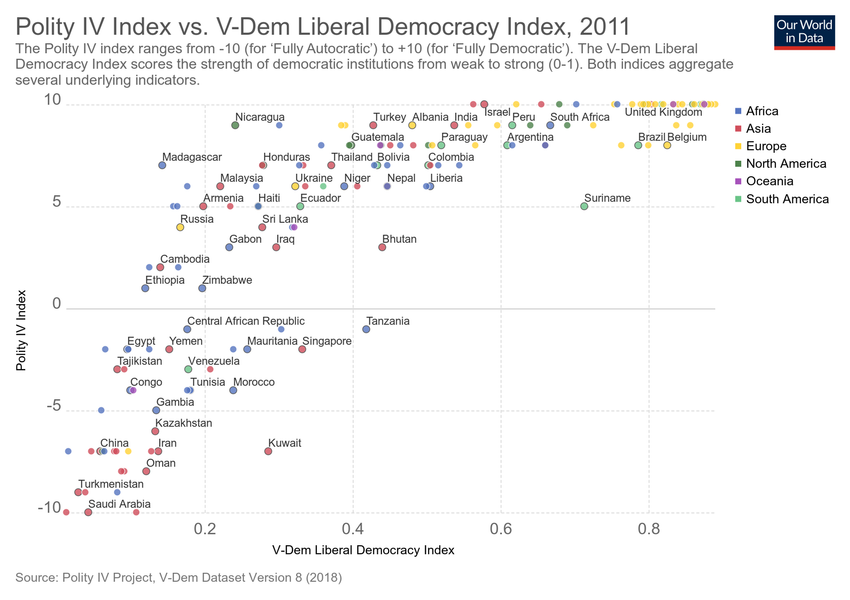 Polity IV Index vs. V-Dem Liberal Democracy Index, 2011
Our World
in Data
The Polity IV index ranges from -10 (for ‘Fully Autocratic’) to +10 (for ‘Fully Democratic’). The V-Dem Liberal
Democracy Index scores the strength of democratic institutions from weak to strong (0-1). Both indices aggregate
several underlying indicators.
10
Israel
United Kingdom
Nicaragua
Turkey
Albania
India
Peru
South Africa
Guatemala
Paraguay
Argentina
Brazil
Belgium
Madagascar
Honduras
Thailand
Bolivia
Colombia
Malaysia
Ukraine
Niger
Nepal
Liberia
5
Armenia
Haiti
Ecuador
Suriname
Russia
Sri Lanka
Gabon
Iraq
Bhutan
Cambodia
Ethiopia
Zimbabwe
0
Central African Republic
Tanzania
Egypt
Yemen
Mauritania
Singapore
Tajikistan
Venezuela
Congo
Tunisia
Morocco
-5
Gambia
Kazakhstan
China
Iran
Kuwait
Oman
Turkmenistan
-10
Saudi Arabia
Polity IV Index
0.2
0.4
0.6
0.8
V-Dem Liberal Democracy Index
Africa
Asia
Europe
North America
Oceania
South America
Source: Polity IV Project, V-Dem Dataset Version 8 (2018)